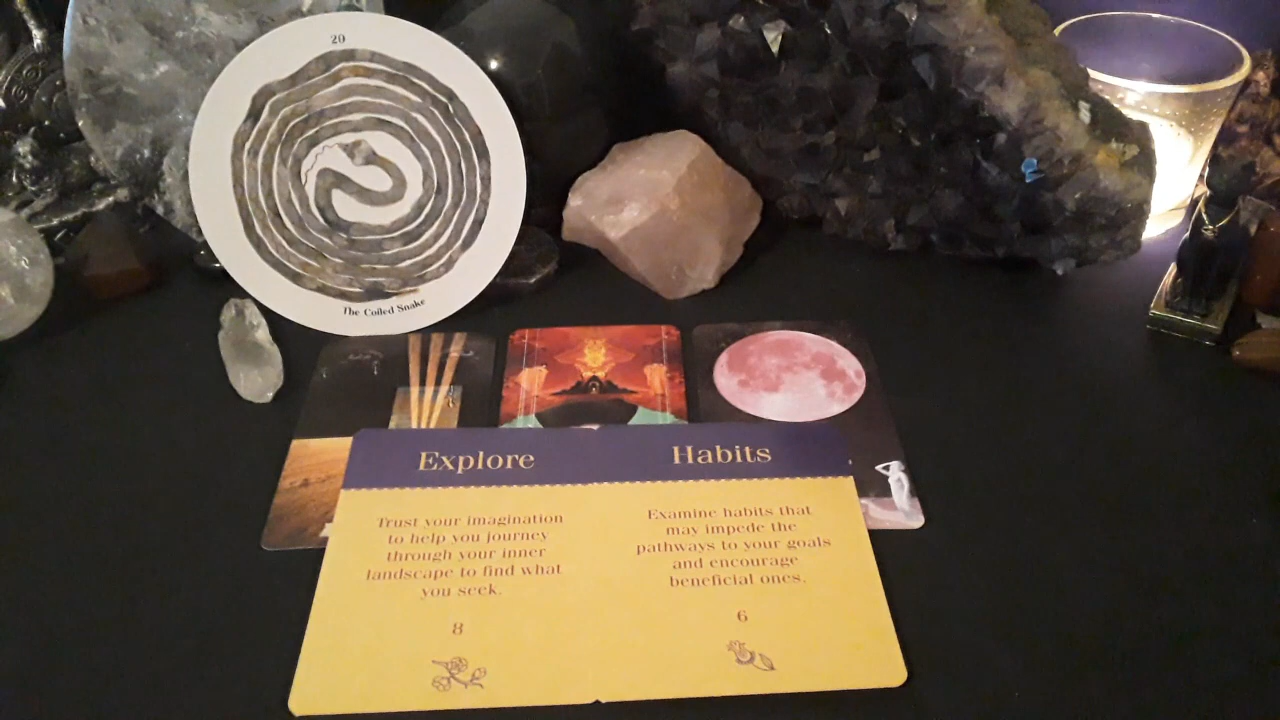 20
The Coiled Snake
Explore
Trust your imagination
to help you journey
through your inner
landscape to find what
you seek.
8
Habits
Examine habits that
may impede the
pathways to your goals
and encourage
beneficial ones.
6